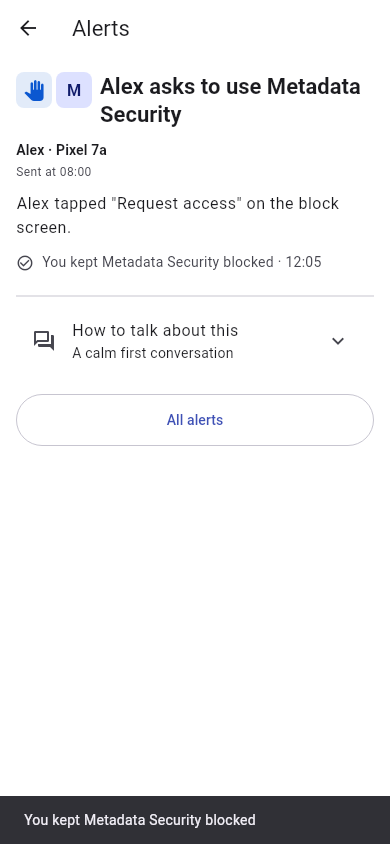 Alerts
M
Alex asks to use Metadata
Security
Alex · Pixel 7a
Sent at 08:00
Alex tapped "Request access" on the block
screen.
You kept Metadata Security blocked · 12:05
How to talk about this
A calm first conversation
All alerts
You kept Metadata Security blocked